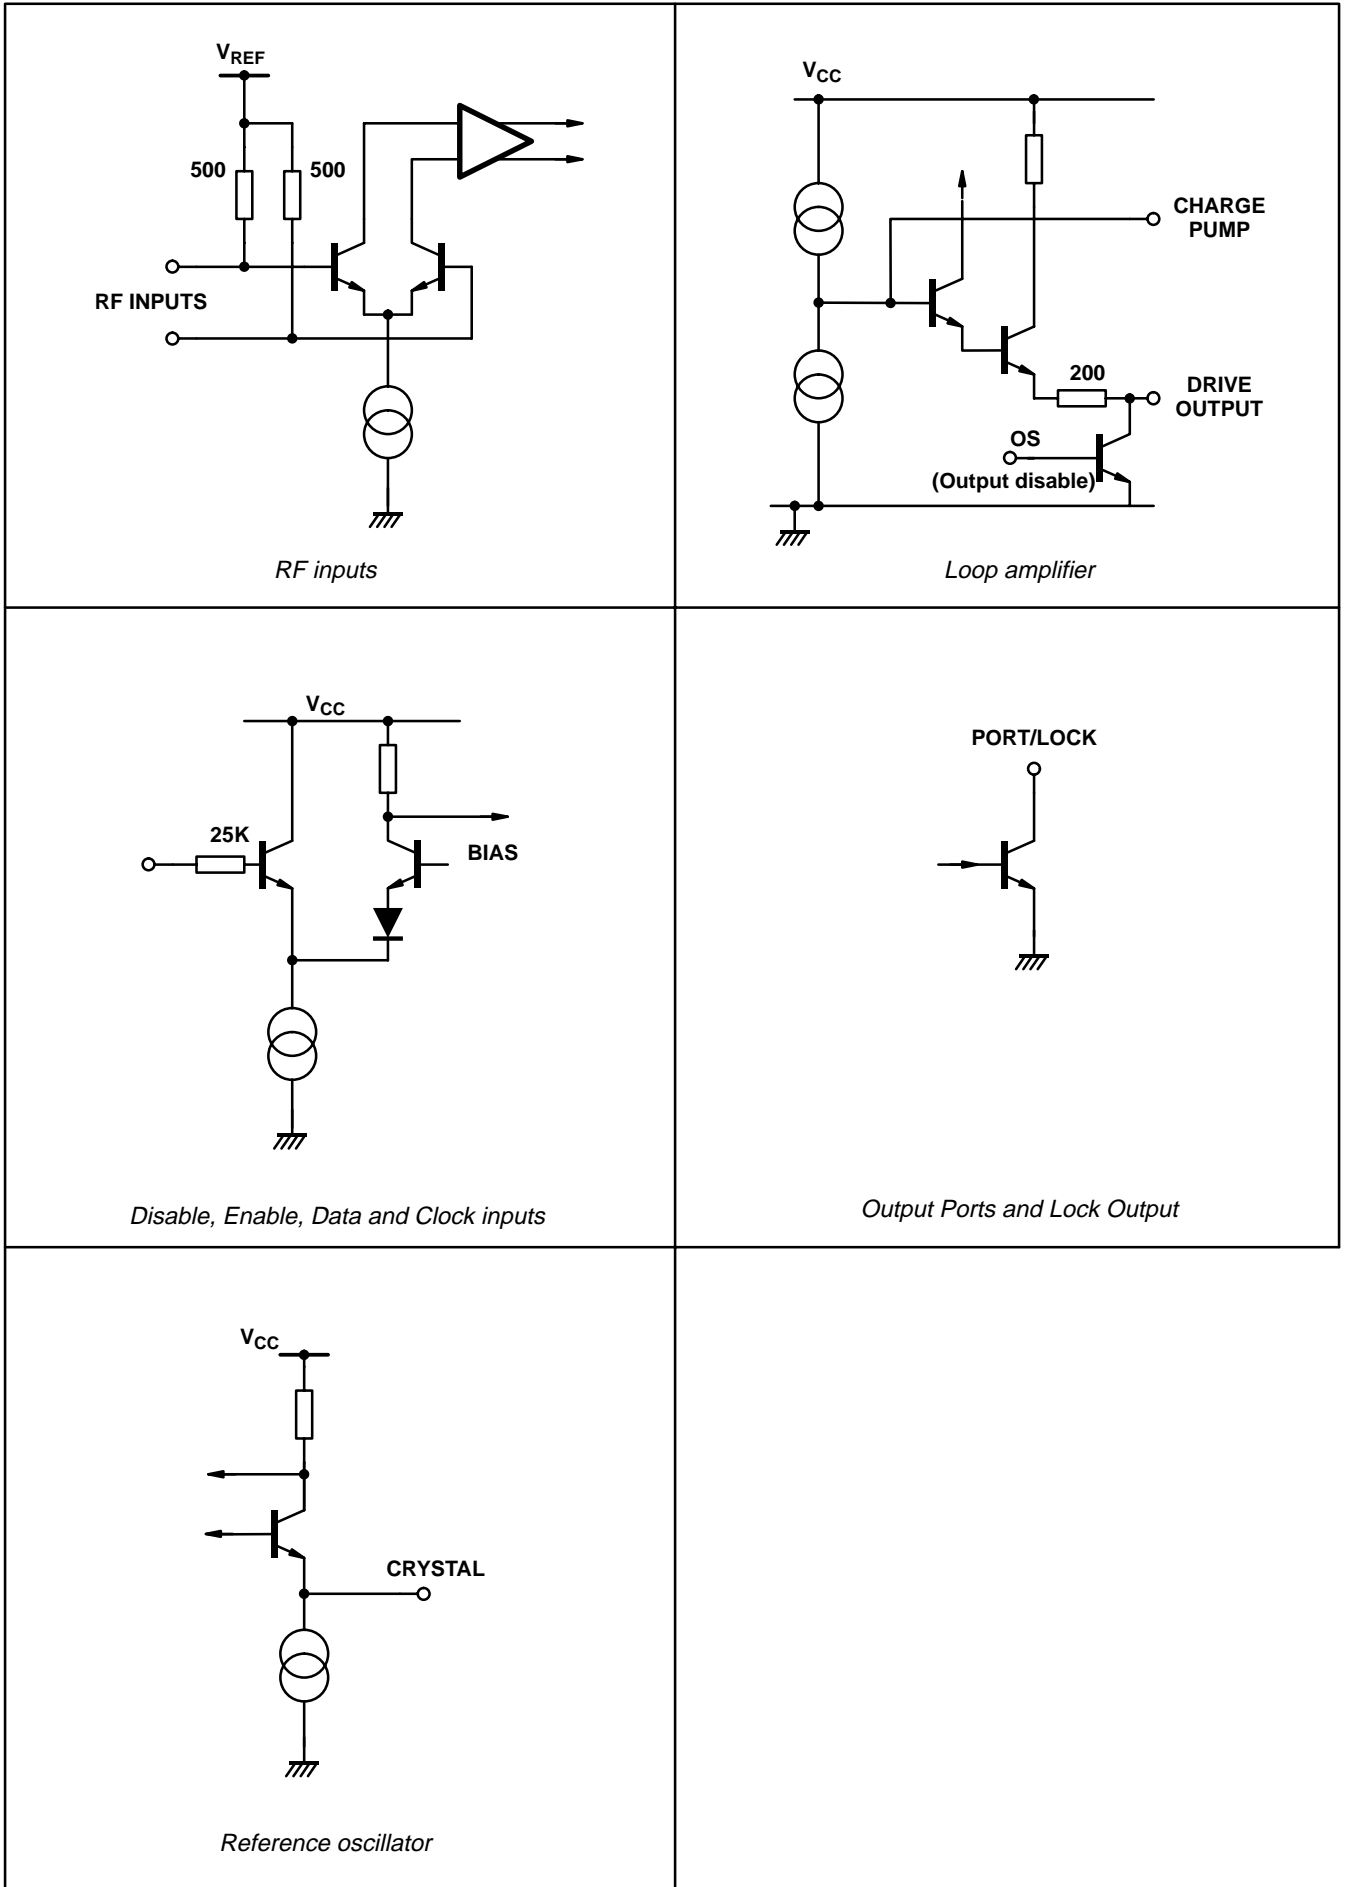 VREF
500
500
RF INPUTS
RF inputs
VCC
CHARGE
PUMP
200
DRIVE
OUTPUT
OS
(Output disable)
Loop amplifier
VCC
25K
BIAS
Disable, Enable, Data and Clock inputs
PORT/LOCK
Output Ports and Lock Output
VCC
CRYSTAL
Reference oscillator